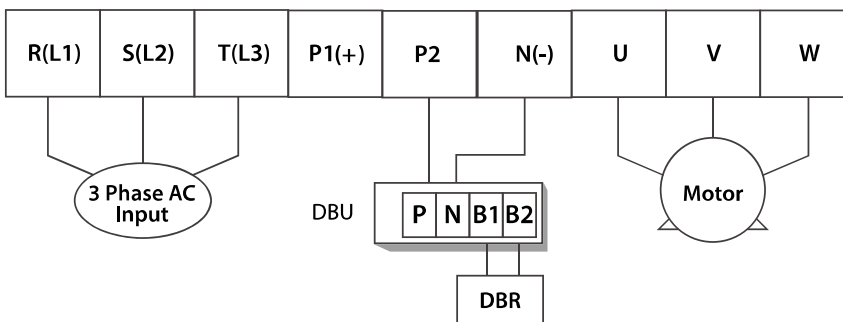 R(L1) S(L2) T(L3) P1(+) P2 N(-) U V W
3 Phase AC
Input
DBU
P N B1 B2
Motor
DBR